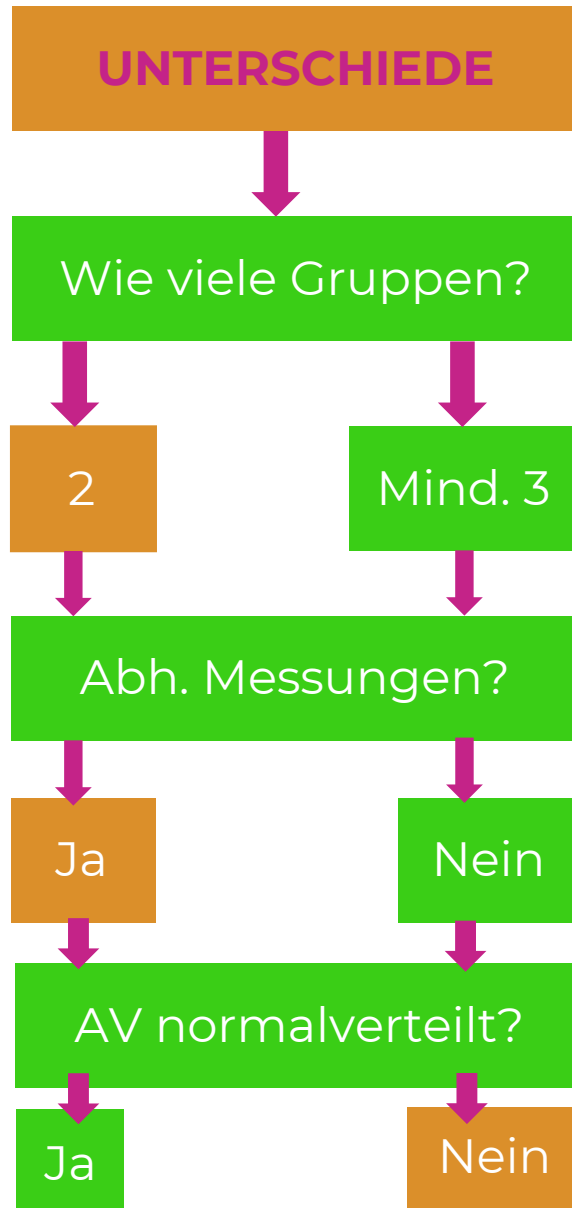 UNTERSCHIEDE
Wie viele Gruppen?
2
Mind. 3
Abh. Messungen?
Ja
Nein
AV normalverteilt?
Ja
Nein